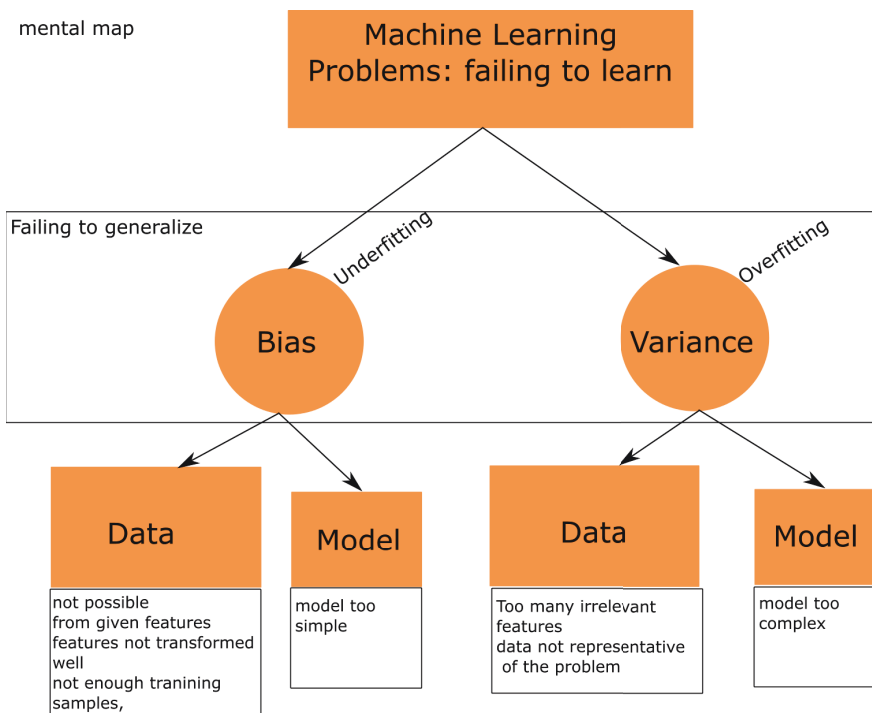 mental map
Machine Learning
Problems: failing to learn
Failing to generalize
Underfitting
Overfitting
Bias
Variance
Data
Model
Data
Model
not possible
from given features
features not transformed
well
not enough tranining
samples,
model too
simple
Too many irrelevant
features
data not representative
of the problem
model too
complex